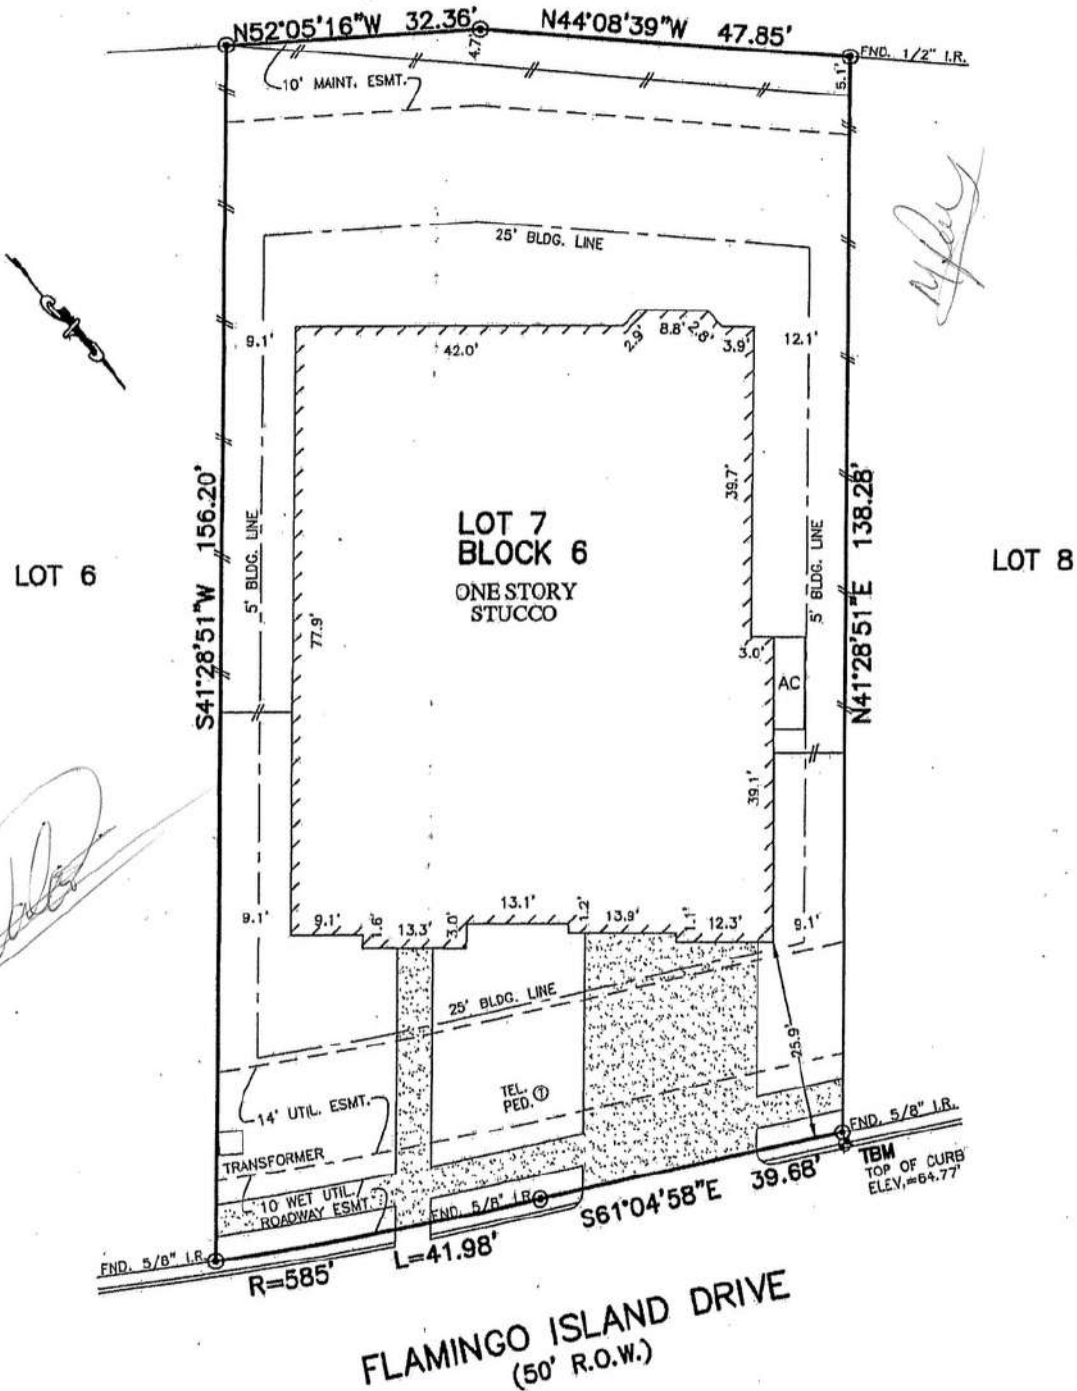 N52°05'16"W 32.36'
N44°08'39"W 47.85'
FND. 1/2" I.R.
4.7'
5.1'
10' MAINT. ESMT.
25' BLDG. LINE
9.1'
42.0'
2.9'
8.8'
2.8'
3.9'
12.1'
S41°28'51"W 156.20'
5' BLDG. LINE
77.9'
LOT 6
LOT 7
BLOCK 6
ONE STORY
STUCCO
39.7'
5' BLDG. LINE
N41°28'51"E 138.28'
LOT 8
3.0'
AC
39.1'
9.1'
9.1'
1.6'
13.3'
3.0'
13.1'
1.2'
13.9'
1.1'
12.3'
9.1'
25' BLDG. LINE
25.9'
14' UTIL. ESMT.
TEL.
PED. T
TRANSFORMER
10' WET UTIL.
ROADWAY ESMT.
FND. 5/8" I.R.
FND. 5/8" I.R.
FND. 5/8" I.R.
TBM
TOP OF CURB
ELEV.=64.77'
S61°04'58"E 39.68'
R=585'
L=41.98'
FLAMINGO ISLAND DRIVE
(50' R.O.W.)